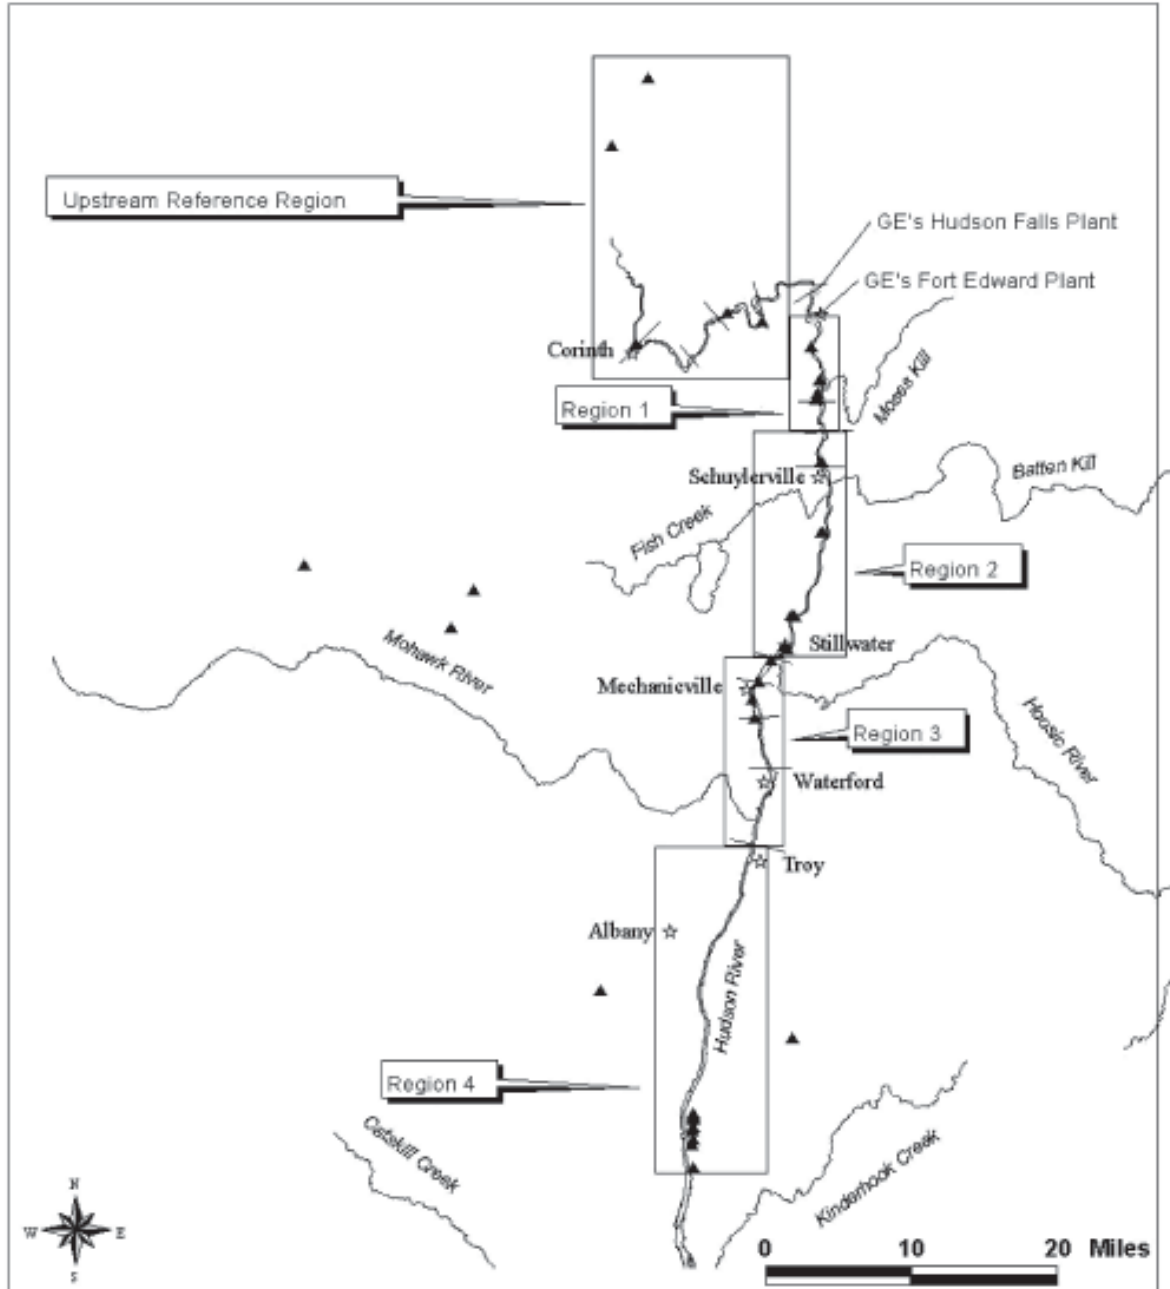 Upstream Reference Region
GE's Hudson Falls Plant
GE's Fort Edward Plant
Corinth
Moses Kill
Region 1
Schuylerville
Batten Kill
Fish Creek
Region 2
Stillwater
Mohawk River
Mechanicville
Hoosic River
Region 3
Waterford
Troy
Albany
Hudson River
Region 4
Catskill Creek
Kinderhook Creek
N
W E
S
0 10 20 Miles